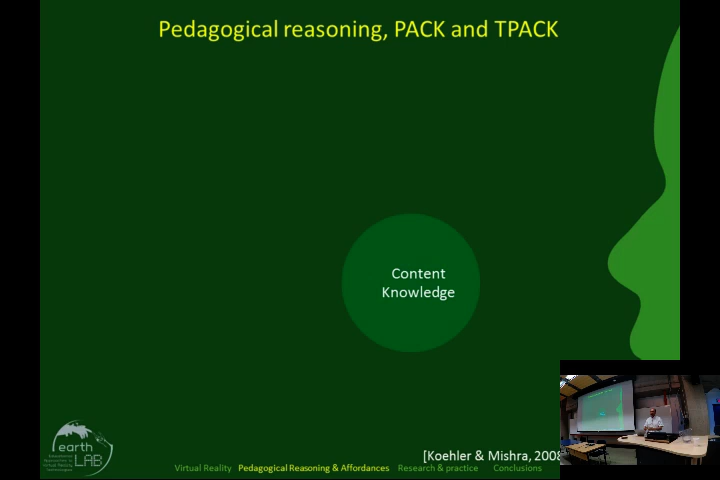 Pedagogical reasoning, PACK and TPACK
Content
Knowledge
[Koehler & Mishra, 2008
earth
LAB
Virtual Reality Pedagogical Reasoning & Affordances Research & practice Conclusions